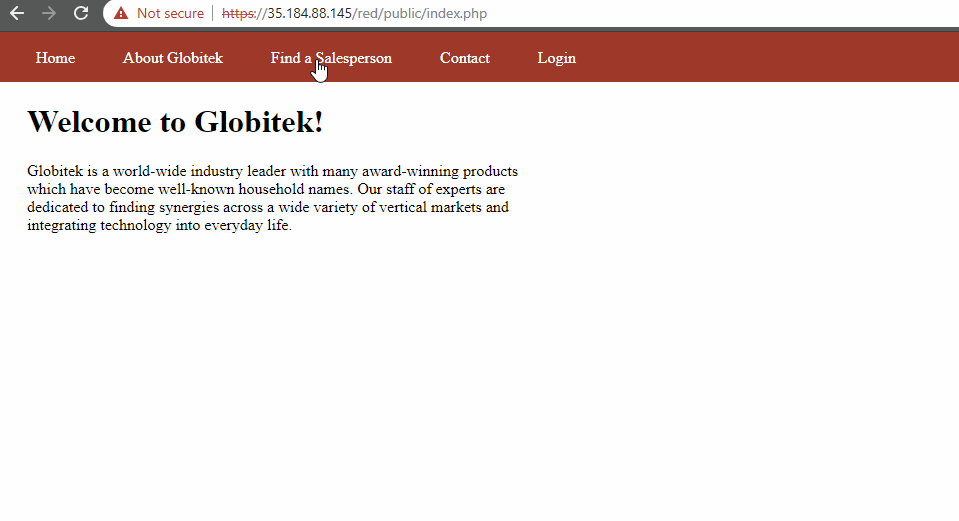 Not secure https://35.184.88.145/red/public/index.php
Home About Globitek Find a Salesperson Contact Login
Welcome to Globitek!
Globitek is a world-wide industry leader with many award-winning products
which have become well-known household names. Our staff of experts are
dedicated to finding synergies across a wide variety of vertical markets and
integrating technology into everyday life.